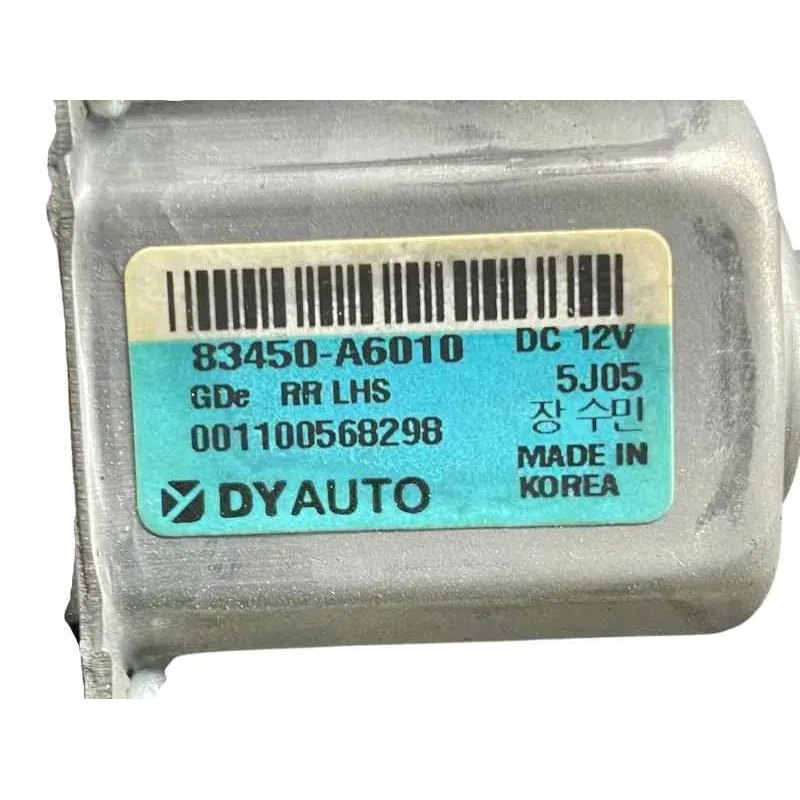 83450-A6010 DC 12V
GDe RR LHS 5J05
001100568298 장 수민
DYAUTO MADE IN
KOREA